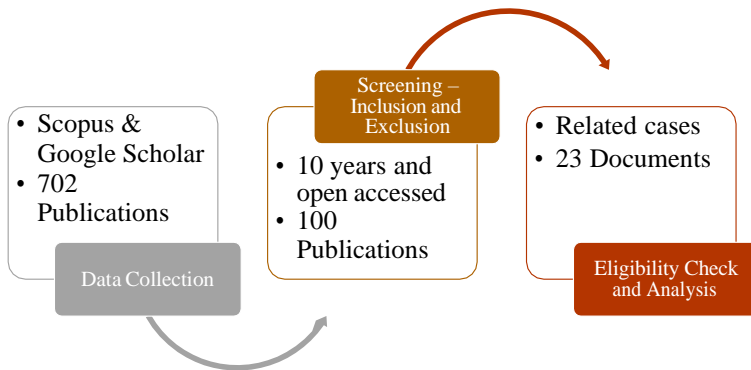 • Scopus &
Google Scholar
• 702
Publications
Data Collection
Screening –
Inclusion and
Exclusion
• 10 years and
open accessed
• 100
Publications
• Related cases
• 23 Documents
Eligibility Check
and Analysis